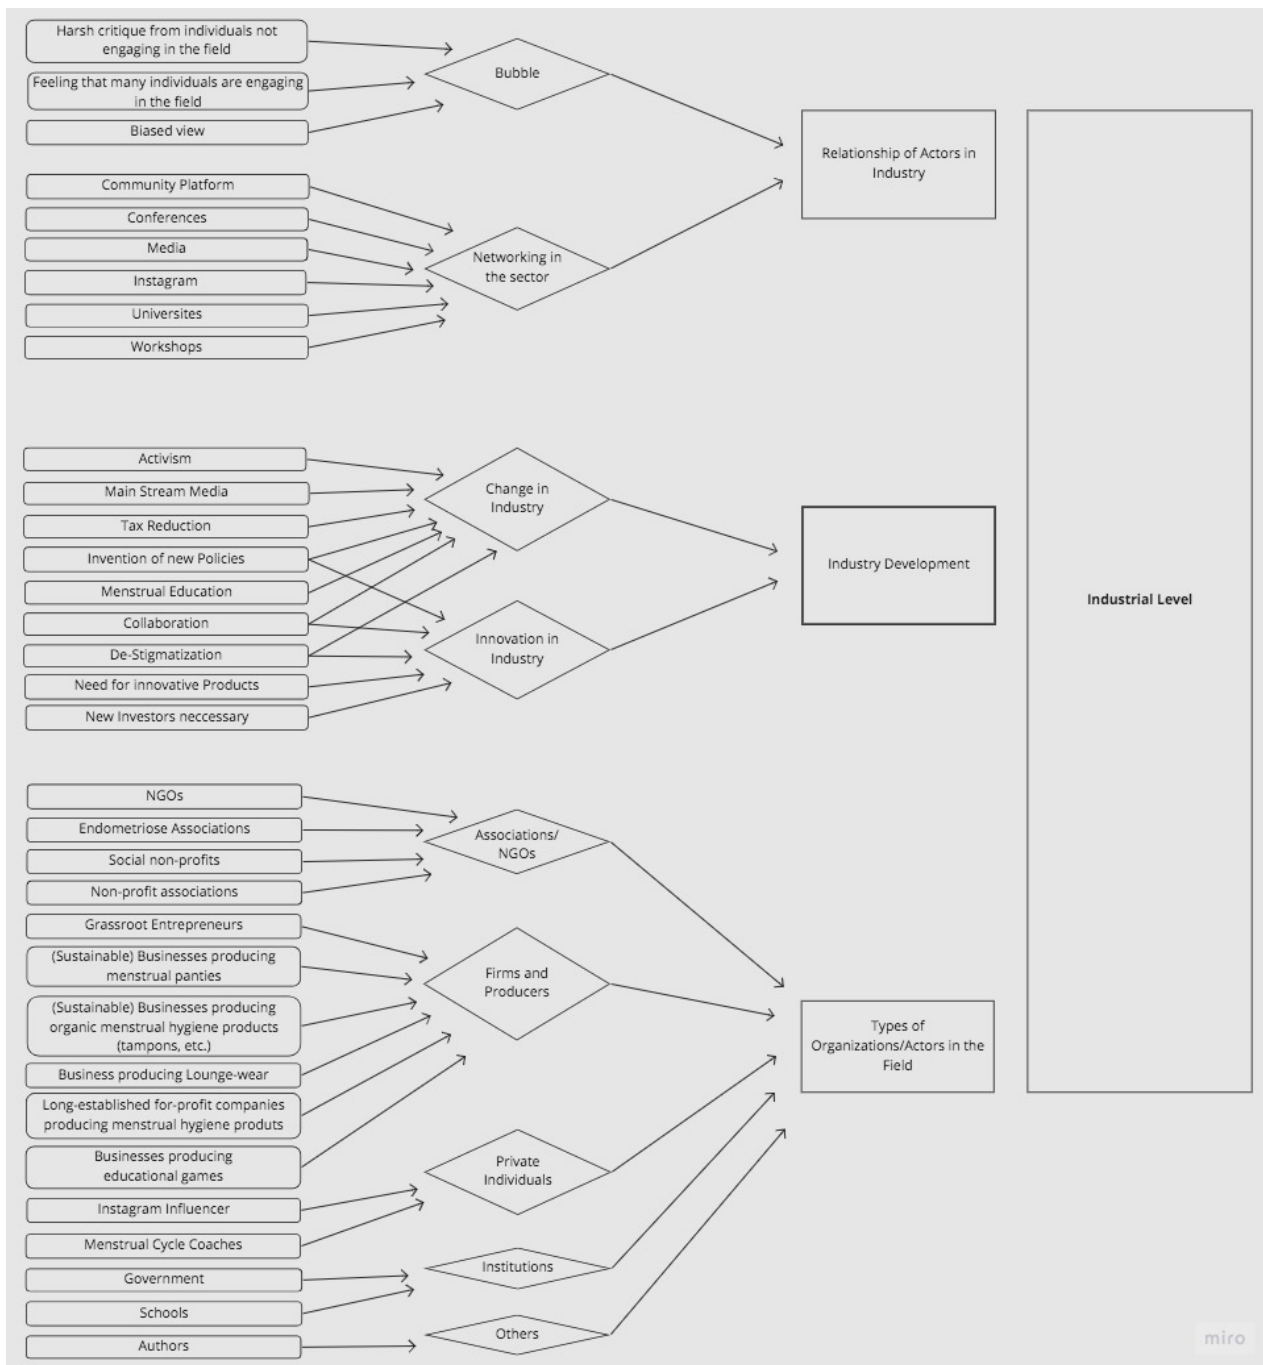 Harsh critique from individuals not
engaging in the field
Feeling that many individuals are engaging
in the field
Biased view
Bubble
Community Platform
Conferences
Media
Instagram
Universites
Workshops
Networking in
the sector
Relationship of Actors in
Industry
Activism
Main Stream Media
Tax Reduction
Invention of new Policies
Menstrual Education
Collaboration
De-Stigmatization
Need for innovative Products
New Investors neccessary
Change in
Industry
Innovation in
Industry
Industry Development
Industrial Level
NGOs
Endometriose Associations
Social non-profits
Non-profit associations
Grassroot Entrepreneurs
(Sustainable) Businesses producing
menstrual panties
(Sustainable) Businesses producing
organic menstrual hygiene products
(tampons, etc.)
Business producing Lounge-wear
Long-established for-profit companies
producing menstrual hygiene produts
Businesses producing
educational games
Instagram Influencer
Menstrual Cycle Coaches
Government
Schools
Authors
Associations/
NGOs
Firms and
Producers
Private
Individuals
Institutions
Others
Types of
Organizations/Actors in the
Field
miro